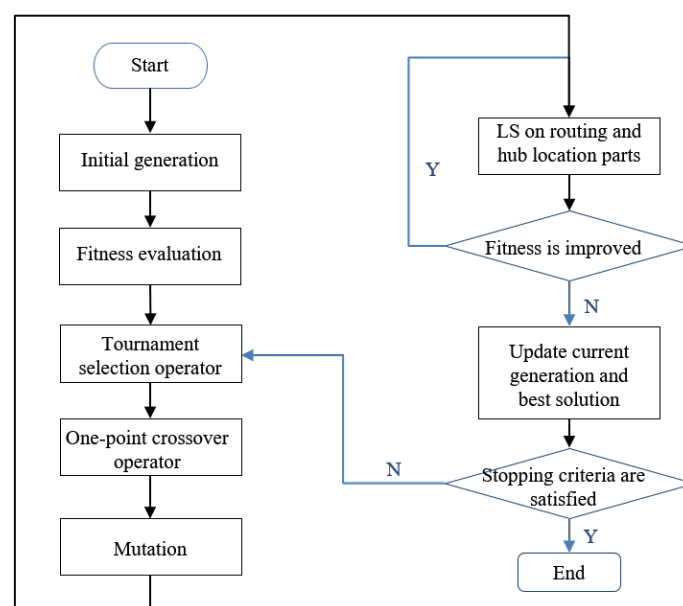 Start
Initial generation
Fitness evaluation
Tournament
selection operator
One-point crossover
operator
Mutation
LS on routing and
hub location parts
Y
Fitness is improved
N
Update current
generation and
best solution
N
Stopping criteria are
satisfied
Y
End